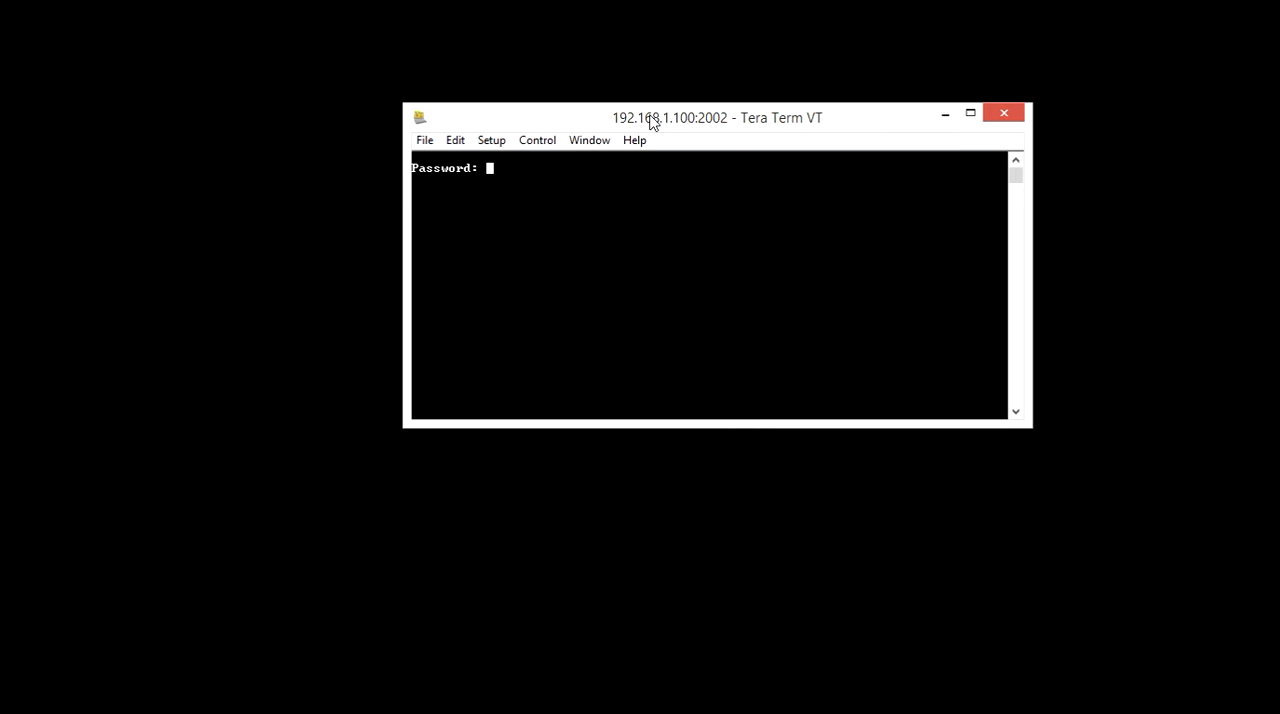 192.168.1.100:2002 - Tera Term VT
File Edit Setup Control Window Help
Password: